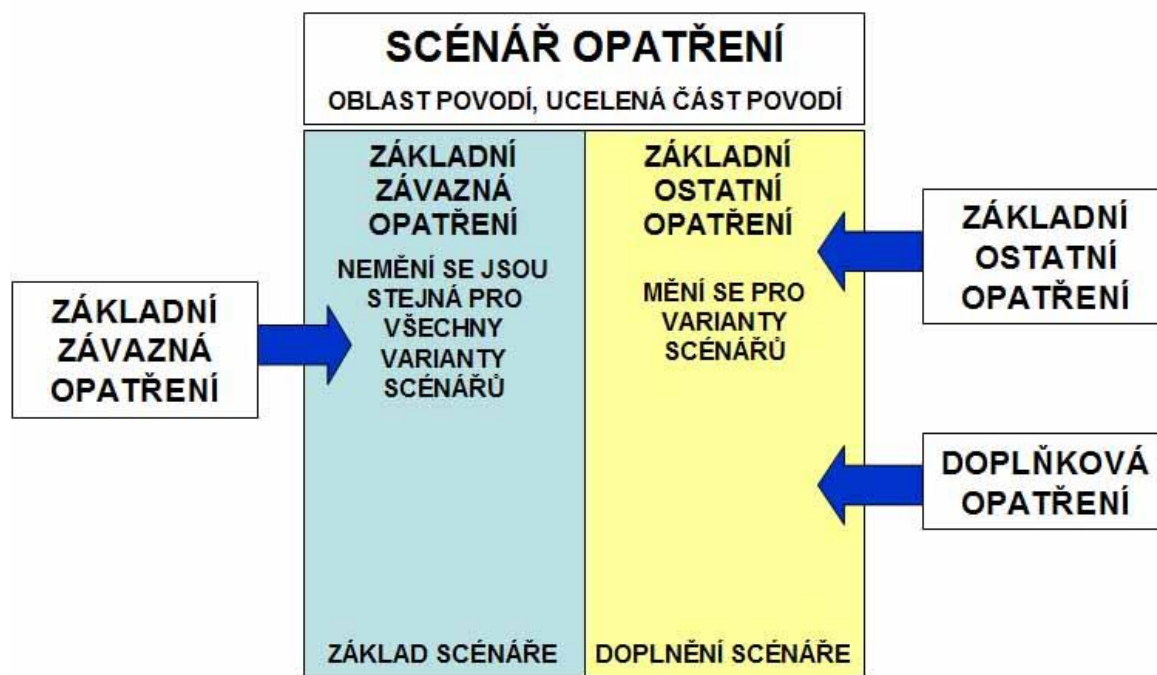 SCÉNÁŘ OPATŘENÍ
OBLAST POVODÍ, UCELENÁ ČÁST POVODÍ
ZÁKLADNÍ
ZÁVAZNÁ
OPATŘENÍ
NEMĚNÍ SE JSOU
STEJNÁ PRO
VŠECHNY
VARIANTY
SCÉNÁŘŮ
ZÁKLAD SCÉNÁŘE
ZÁKLADNÍ
OSTATNÍ
OPATŘENÍ
MĚNÍ SE PRO
VARIANTY
SCÉNÁŘŮ
DOPLNĚNÍ SCÉNÁŘE
ZÁKLADNÍ
ZÁVAZNÁ
OPATŘENÍ
ZÁKLADNÍ
OSTATNÍ
OPATŘENÍ
DOPLŇKOVÁ
OPATŘENÍ